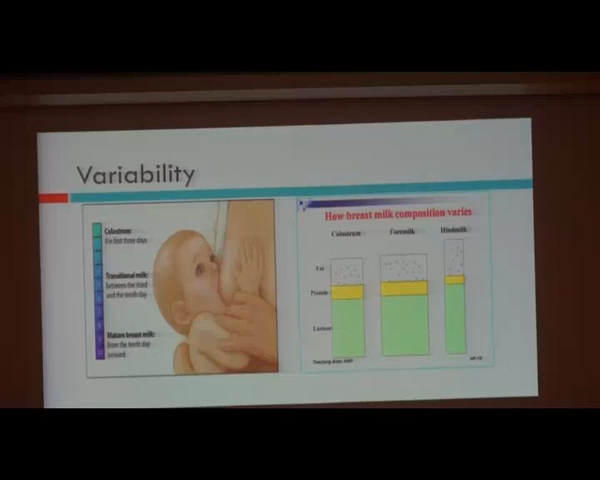 Variability
Colostrum:
the first three days
Transitional milk:
between the third
and the tenth day
Mature breast milk:
from the tenth day
onward
How breast milk composition varies
Colostrum
Foremilk
Hindmilk
Fat
Protein
Lactose